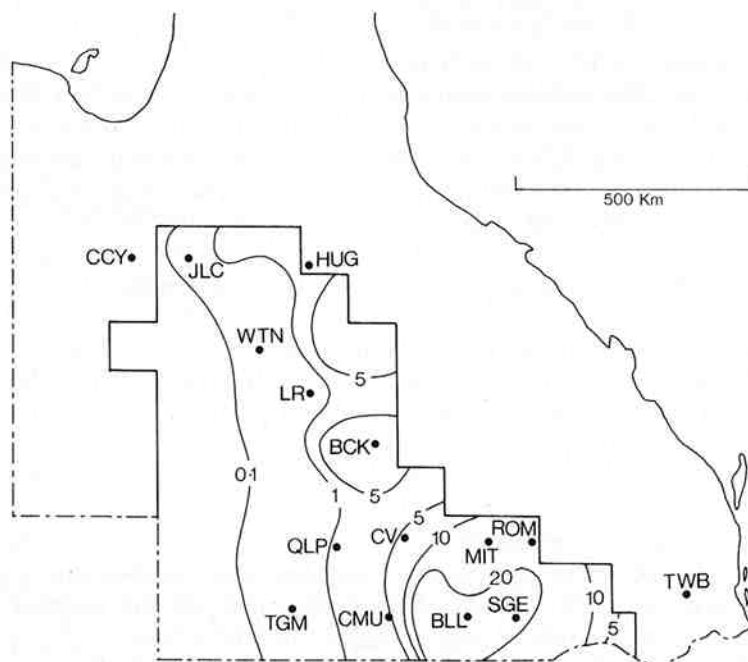 500 Km
CCY
JLC
HUG
WTN
5
LR
BCK
0·1
1
5
5
QLP
CV
10
MIT
ROM
20
TGM
CMU
BLL
SGE
10
TWB
5